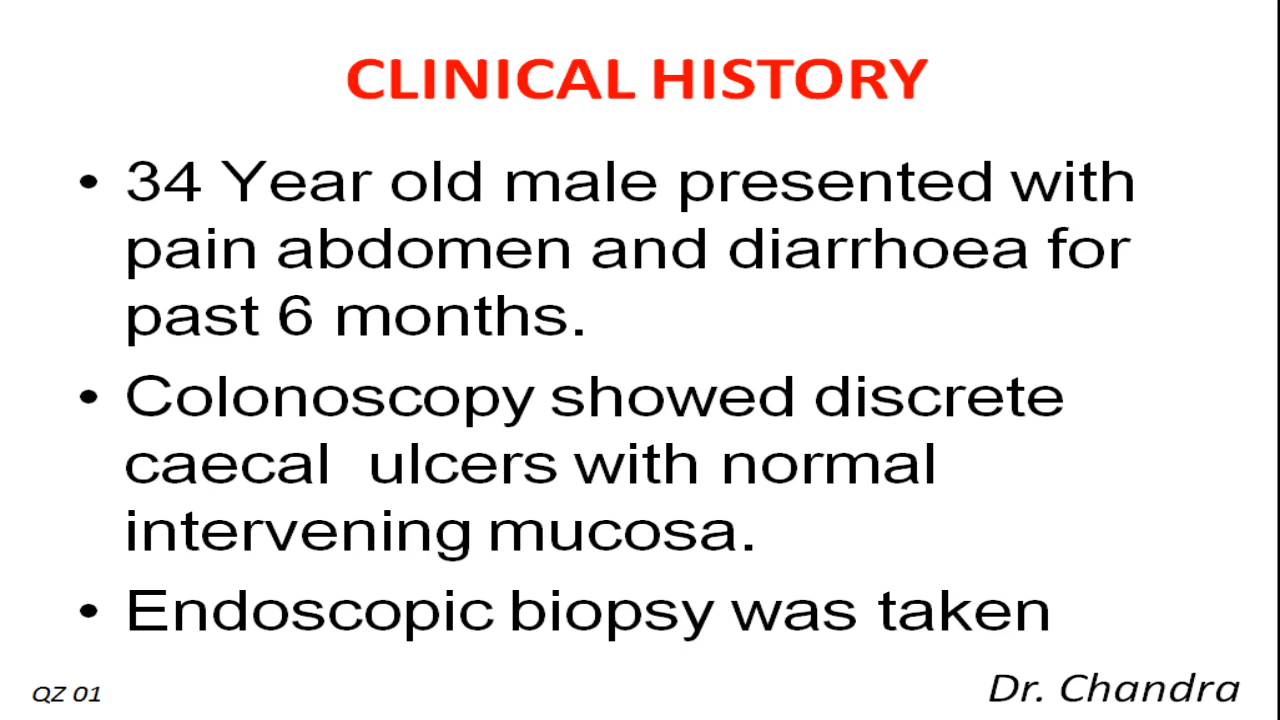 CLINICAL HISTORY
• 34 Year old male presented with
pain abdomen and diarrhoea for
past 6 months.
• Colonoscopy showed discrete
caecal  ulcers with normal
intervening mucosa.
• Endoscopic biopsy was taken
QZ 01
Dr. Chandra